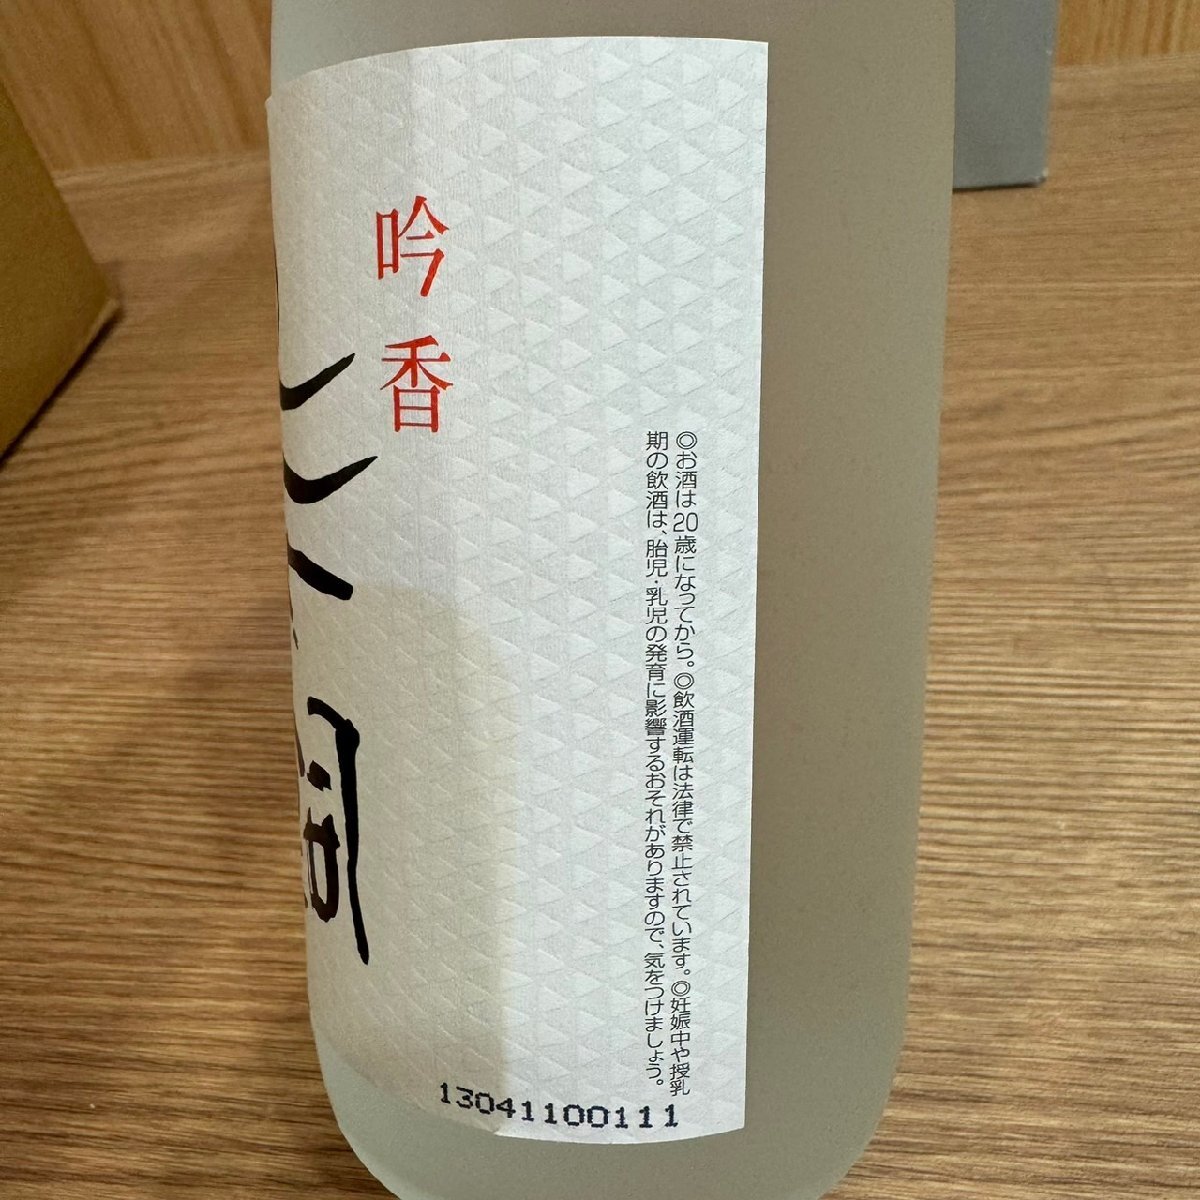 吟香
◎お酒は20歳になってから。◎飲酒運転は法律で禁止されています。◎妊娠中や授乳
期の飲酒は、胎児・乳児の発育に影響するおそれがありますので、気をつけましょう。
13041100111